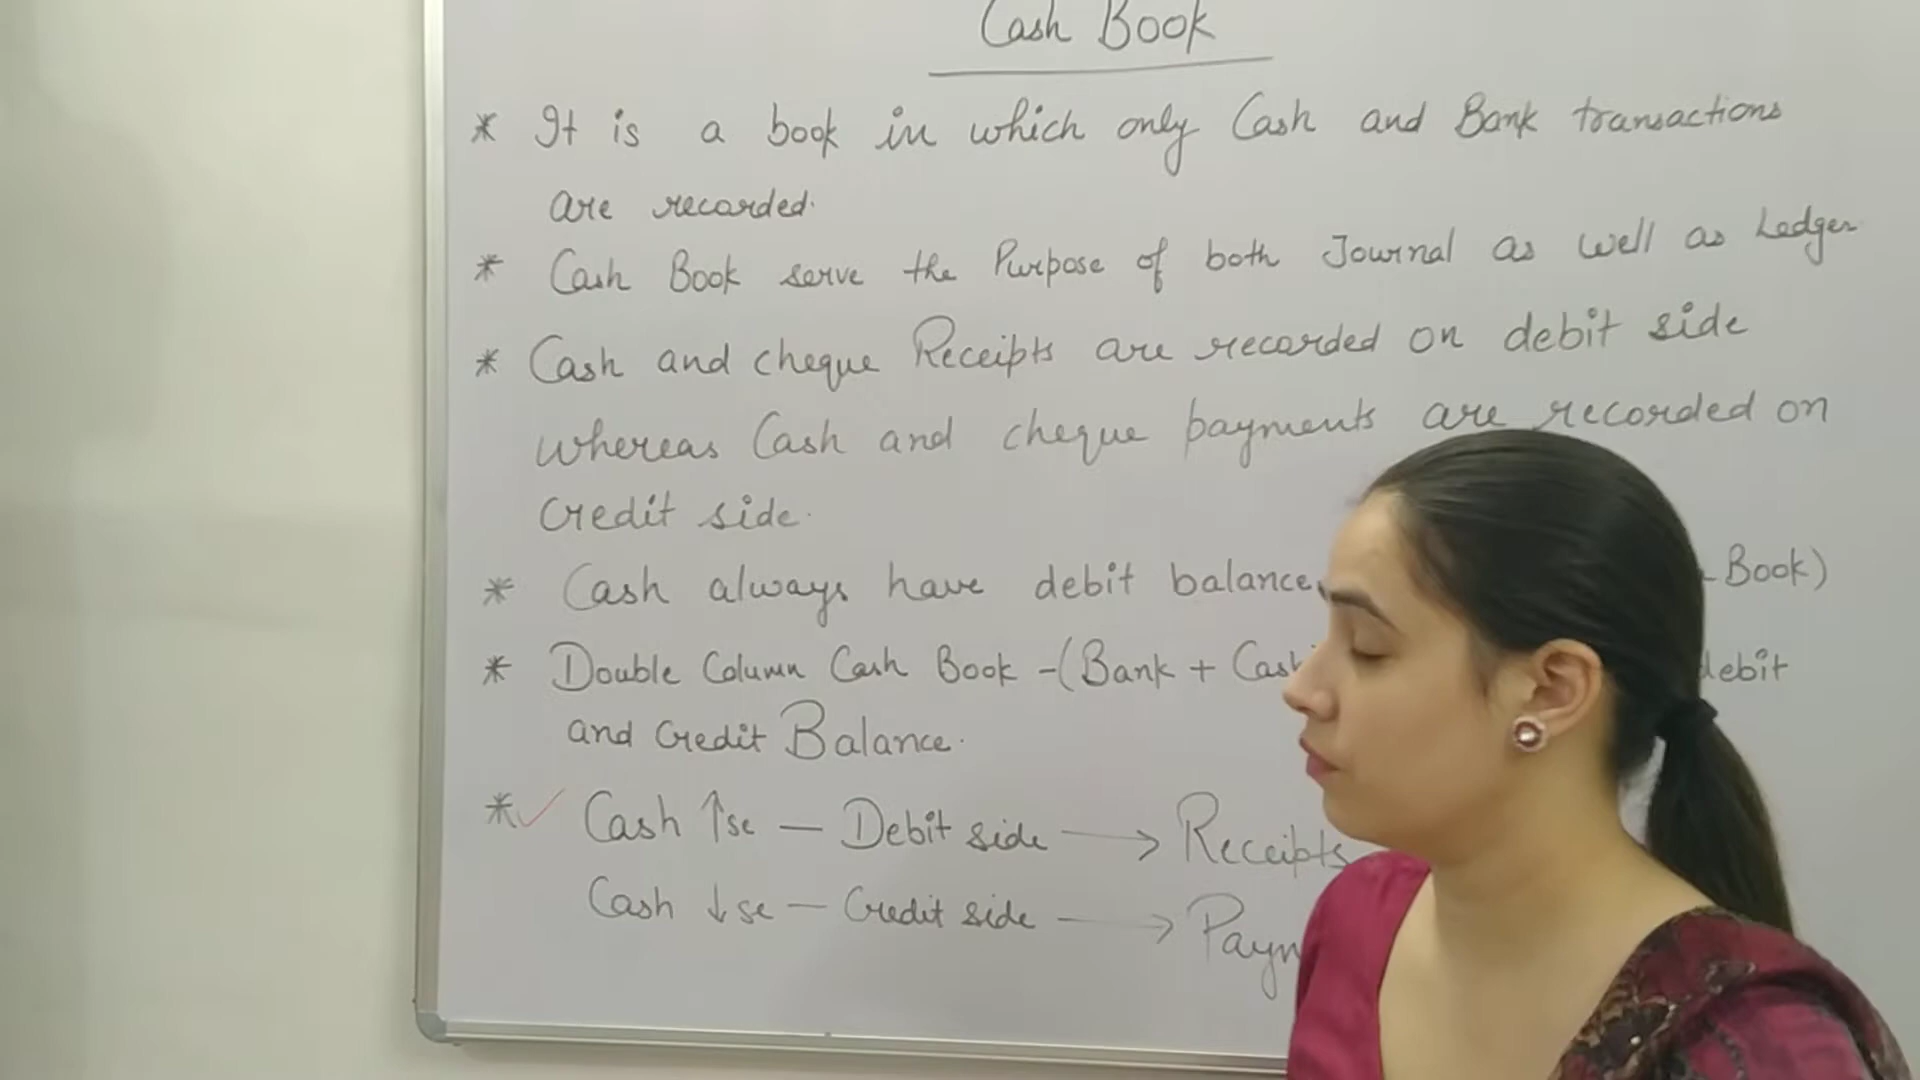 Cash Book
* It is a book in which only Cash and Bank transactions
are recorded.
* Cash Book serve the Purpose of both Journal as well as Ledger
* Cash and cheque Receipts are recorded on debit side
whereas Cash and cheque payments are recorded on
credit side.
* Cash always have debit balance Book)
* Double Column Cash Book -(Bank + Cash debit
and Credit Balance.
* ✓ Cash ↑se — Debit side → Receipts
Cash ↓se — Credit side →